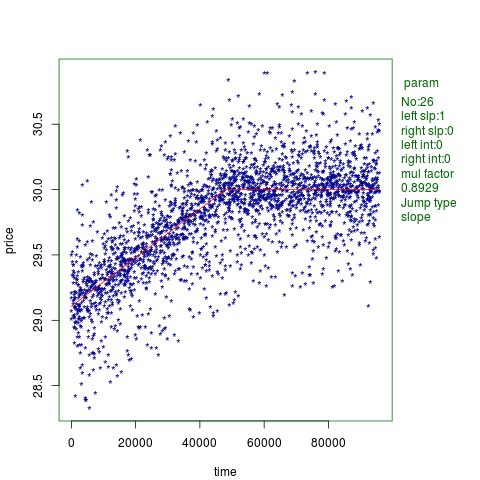 param
No:26
left slp:1
right slp:0
left int:0
right int:0
mul factor
0.8929
Jump type
slope
price
30.5
30.0
29.5
29.0
28.5
0 20000 40000 60000 80000
time